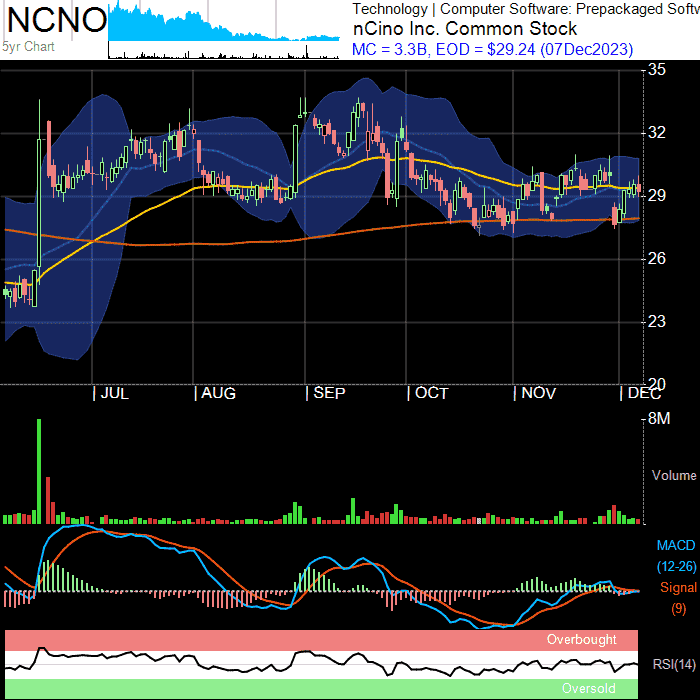 NCNO
5yr Chart
Technology | Computer Software: Prepackaged Softw
nCino Inc. Common Stock
MC = 3.3B, EOD = $29.24 (07Dec2023)
35
32
29
26
23
20
| JUL | AUG | SEP | OCT | NOV | DEC
8M
Volume
MACD
(12-26)
Signal
(9)
Overbought
RSI(14)
Oversold